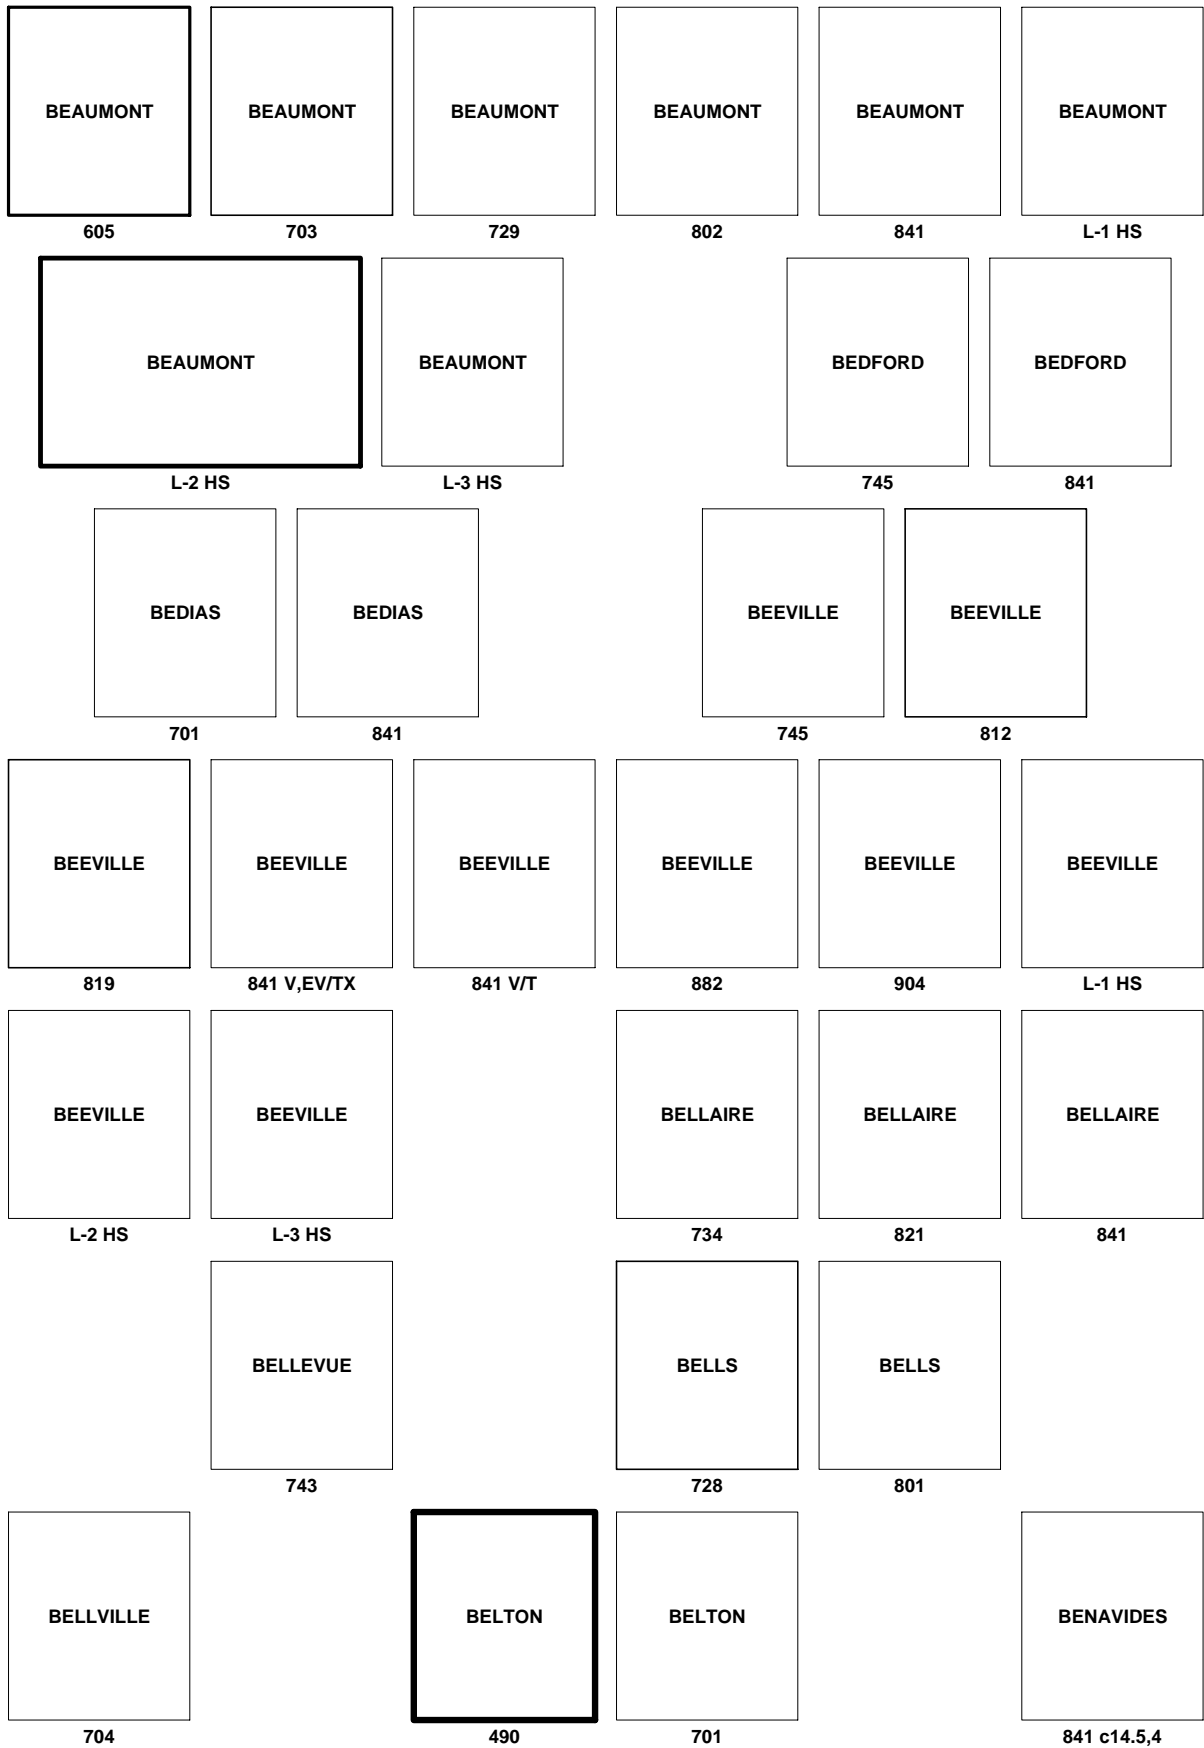 BEAUMONT BEAUMONT BEAUMONT BEAUMONT BEAUMONT BEAUMONT
605 703 729 802 841 L-1 HS
BEAUMONT BEAUMONT BEDFORD BEDFORD
L-2 HS L-3 HS 745 841
BEDIAS BEDIAS BEEVILLE BEEVILLE
701 841 745 812
BEEVILLE BEEVILLE BEEVILLE BEEVILLE BEEVILLE BEEVILLE
819 841 V,EV/TX 841 V/T 882 904 L-1 HS
BEEVILLE BEEVILLE BELLAIRE BELLAIRE BELLAIRE
L-2 HS L-3 HS 734 821 841
BELLEVUE BELLS BELLS
743 728 801
BELLVILLE BELTON BELTON BENAVIDES
704 490 701 841 c14.5,4